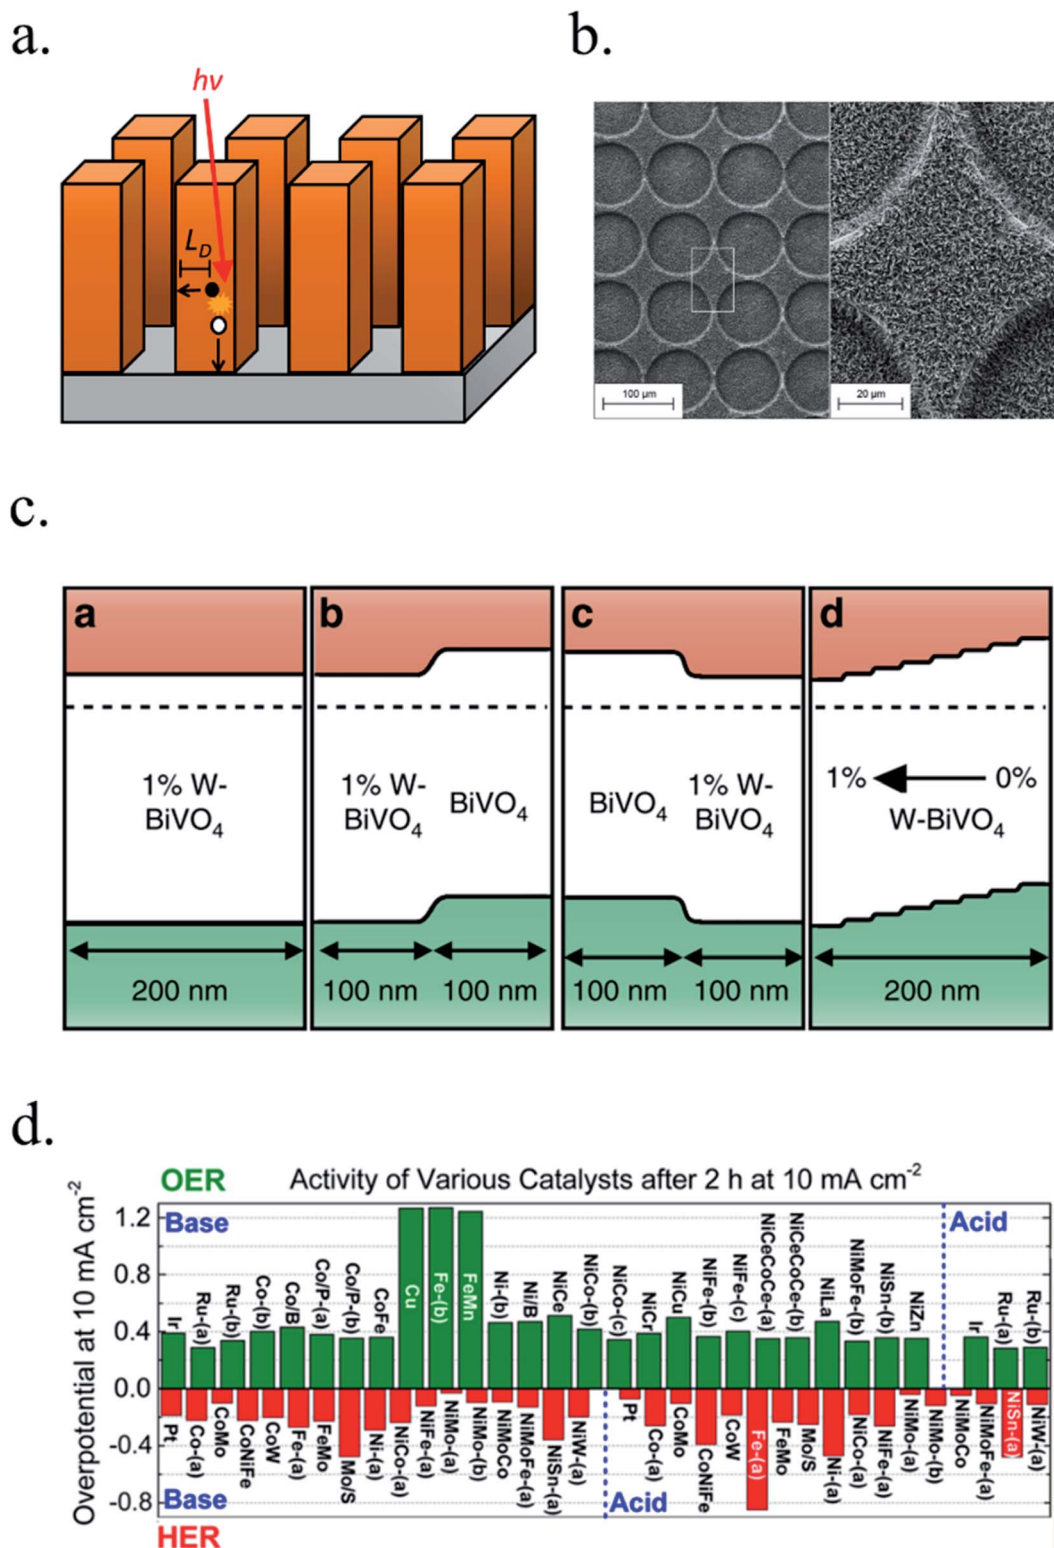 a.
hν
L_D
b.
100 µm
20 µm
c.
a
1% W-
BiVO₄
200 nm
b
1% W-
BiVO₄
BiVO₄
100 nm
100 nm
c
BiVO₄
1% W-
BiVO₄
100 nm
100 nm
d
1%
0%
W-BiVO₄
200 nm
d.
OER
Activity of Various Catalysts after 2 h at 10 mA cm⁻²
Overpotential at 10 mA cm⁻²
1.2
0.8
0.4
0.0
-0.4
-0.8
Base
Acid
Ir
Ru-(a)
Ru-(b)
Co-(b)
Co/B
Co/P-(a)
Co/P-(b)
CoFe
Cu
Fe-(b)
FeMn
Ni-(b)
Ni/B
NiCe
NiCo-(b)
NiCo-(c)
NiCr
NiCu
NiFe-(b)
NiFe-(c)
NiCeCoCe-(a)
NiCeCoCe-(b)
NiLa
NiMoFe-(b)
NiSn-(b)
NiZn
Ir
Ru-(a)
Ru-(b)
Pt
Co-(a)
CoMo
CoNiFe
CoW
Fe-(a)
FeMo
Mo/S
Ni-(a)
NiCo-(a)
NiFe-(a)
NiMo-(a)
NiMo-(b)
NiMoCo
NiMoFe-(a)
NiSn-(a)
NiW-(a)
Pt
Co-(a)
CoMo
CoNiFe
CoW
Fe-(a)
FeMo
Mo/S
Ni-(a)
NiCo-(a)
NiFe-(a)
NiMo-(a)
NiMo-(b)
NiMoCo
NiMoFe-(a)
NiSn-(a)
NiW-(a)
Base
Acid
HER